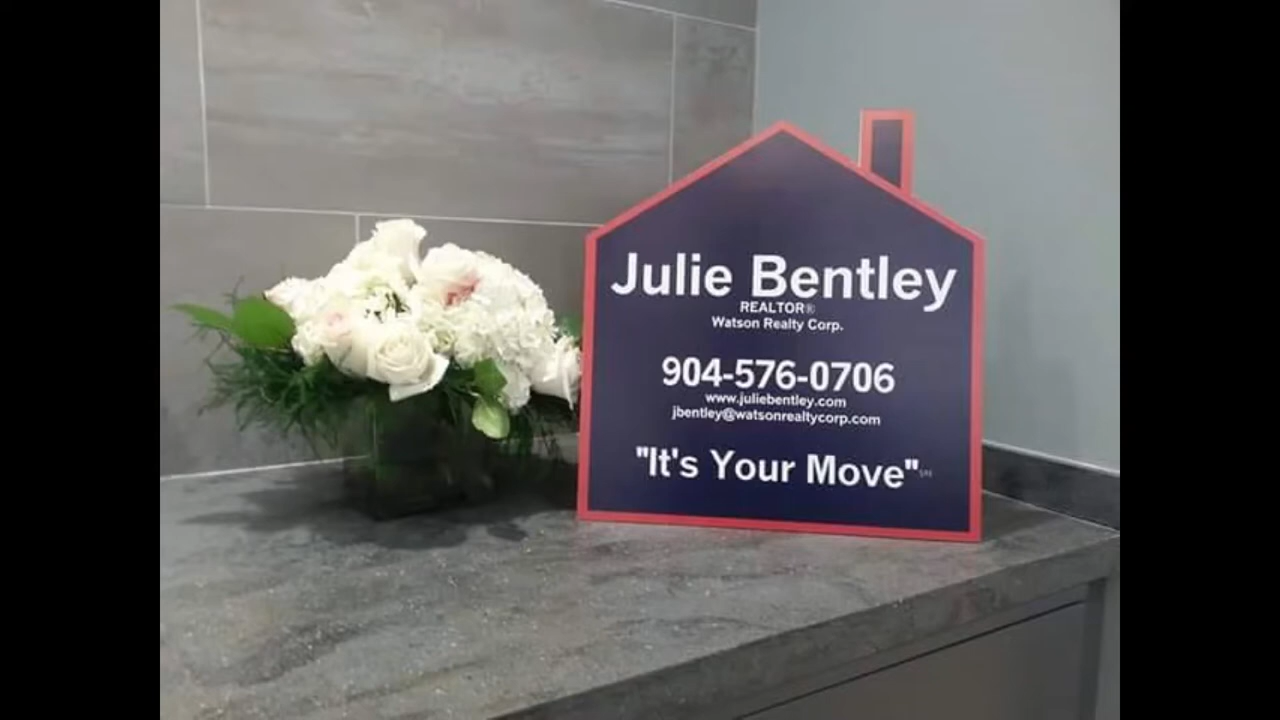 Julie Bentley
REALTOR®
Watson Realty Corp.
904-576-0706
www.juliebentley.com
jbentley@watsonrealtycorp.com
"It's Your Move"